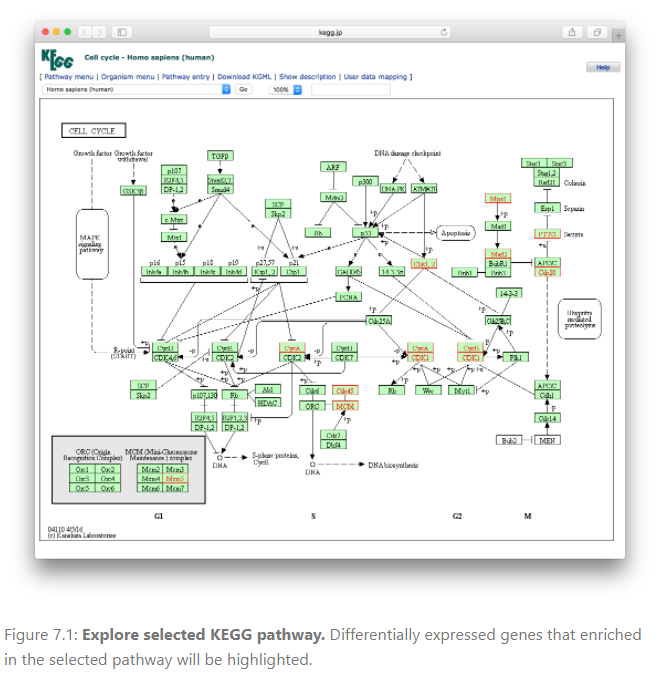 kegg.jp
KEGG
Cell cycle - Homo sapiens (human)
Help
[ Pathway menu | Organism menu | Pathway entry | Download KGML | Show description | User data mapping ]
Homo sapiens (human)
Go
100%
CELL CYCLE
Growth factor
Growth factor
withdrawal
GSK3β
p107
E2F4,5
DP-1,2
TGFβ
Smad2,3
Smad4
c-Myc
Miz1
SCF
Skp2
ARF
Mdm2
Rb
p300
DNA damage checkpoint
DNA-PK
ATM/ATR
p53
Apoptosis
Mps1
Mad1
Mad2
BubR1
Bub3
Bub1
Smc1
Smc3
Stag1,2
Rad21
Cohesin
Esp1
Separin
PTTG
Securin
APC/C
Cdc20
MAPK
signaling
pathway
p16
p15
p18
p19
p27,57
p21
Ink4a
Ink4b
Ink4c
Ink4d
Kip1,2
Cip1
GADD45
14-3-3σ
Chk1,2
PCNA
Cdc25A
14-3-3
Cdc25B/C
Ubiquitin
mediated
proteolysis
R-point
(START)
CycD
CDK4,6
CycE
CDK2
CycA
CDK2
CycH
CDK7
CycA
CDK1
CycB
CDK1
Plk1
SCF
Skp2
p107,130
E2F4,5
DP-1,2
Rb
E2F1,2,3
DP-1,2
Abl
HDAC
Cdc6
ORC
Cdc45
MCM
Cdc7
Dbf4
Rb
Wee
Myt1
APC/C
Cdh1
Cdc14
Bub2
MEN
DNA
S-phase proteins,
CycE
DNA
DNA biosynthesis
ORC (Origin
Recognition Complex)
MCM (Mini-Chromosome
Maintenance) complex
Orc1 Orc2
Orc3 Orc4
Orc5 Orc6
Mcm2 Mcm3
Mcm4 Mcm5
Mcm6 Mcm7
G1
S
G2
M
04110 4/5/16
(c) Kanehisa Laboratories
Figure 7.1: Explore selected KEGG pathway. Differentially expressed genes that enriched
in the selected pathway will be highlighted.